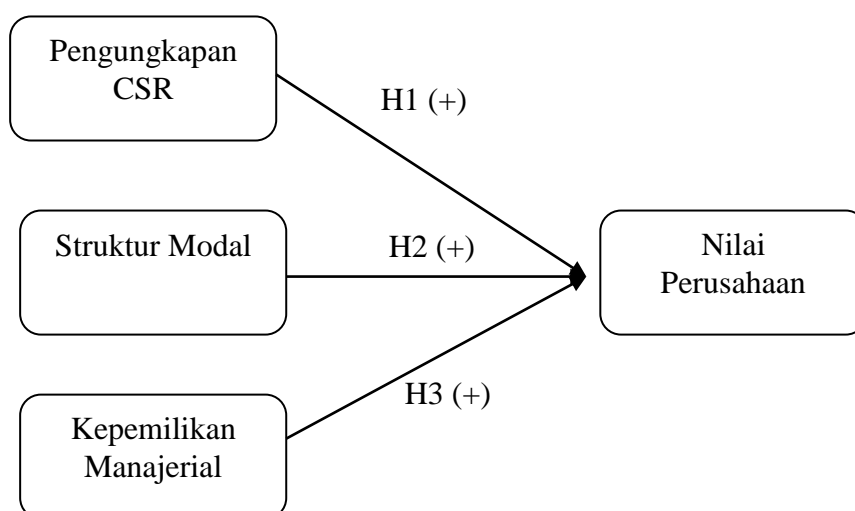 Pengungkapan
CSR
H1 (+)
Struktur Modal
H2 (+)
Nilai
Perusahaan
H3 (+)
Kepemilikan
Manajerial